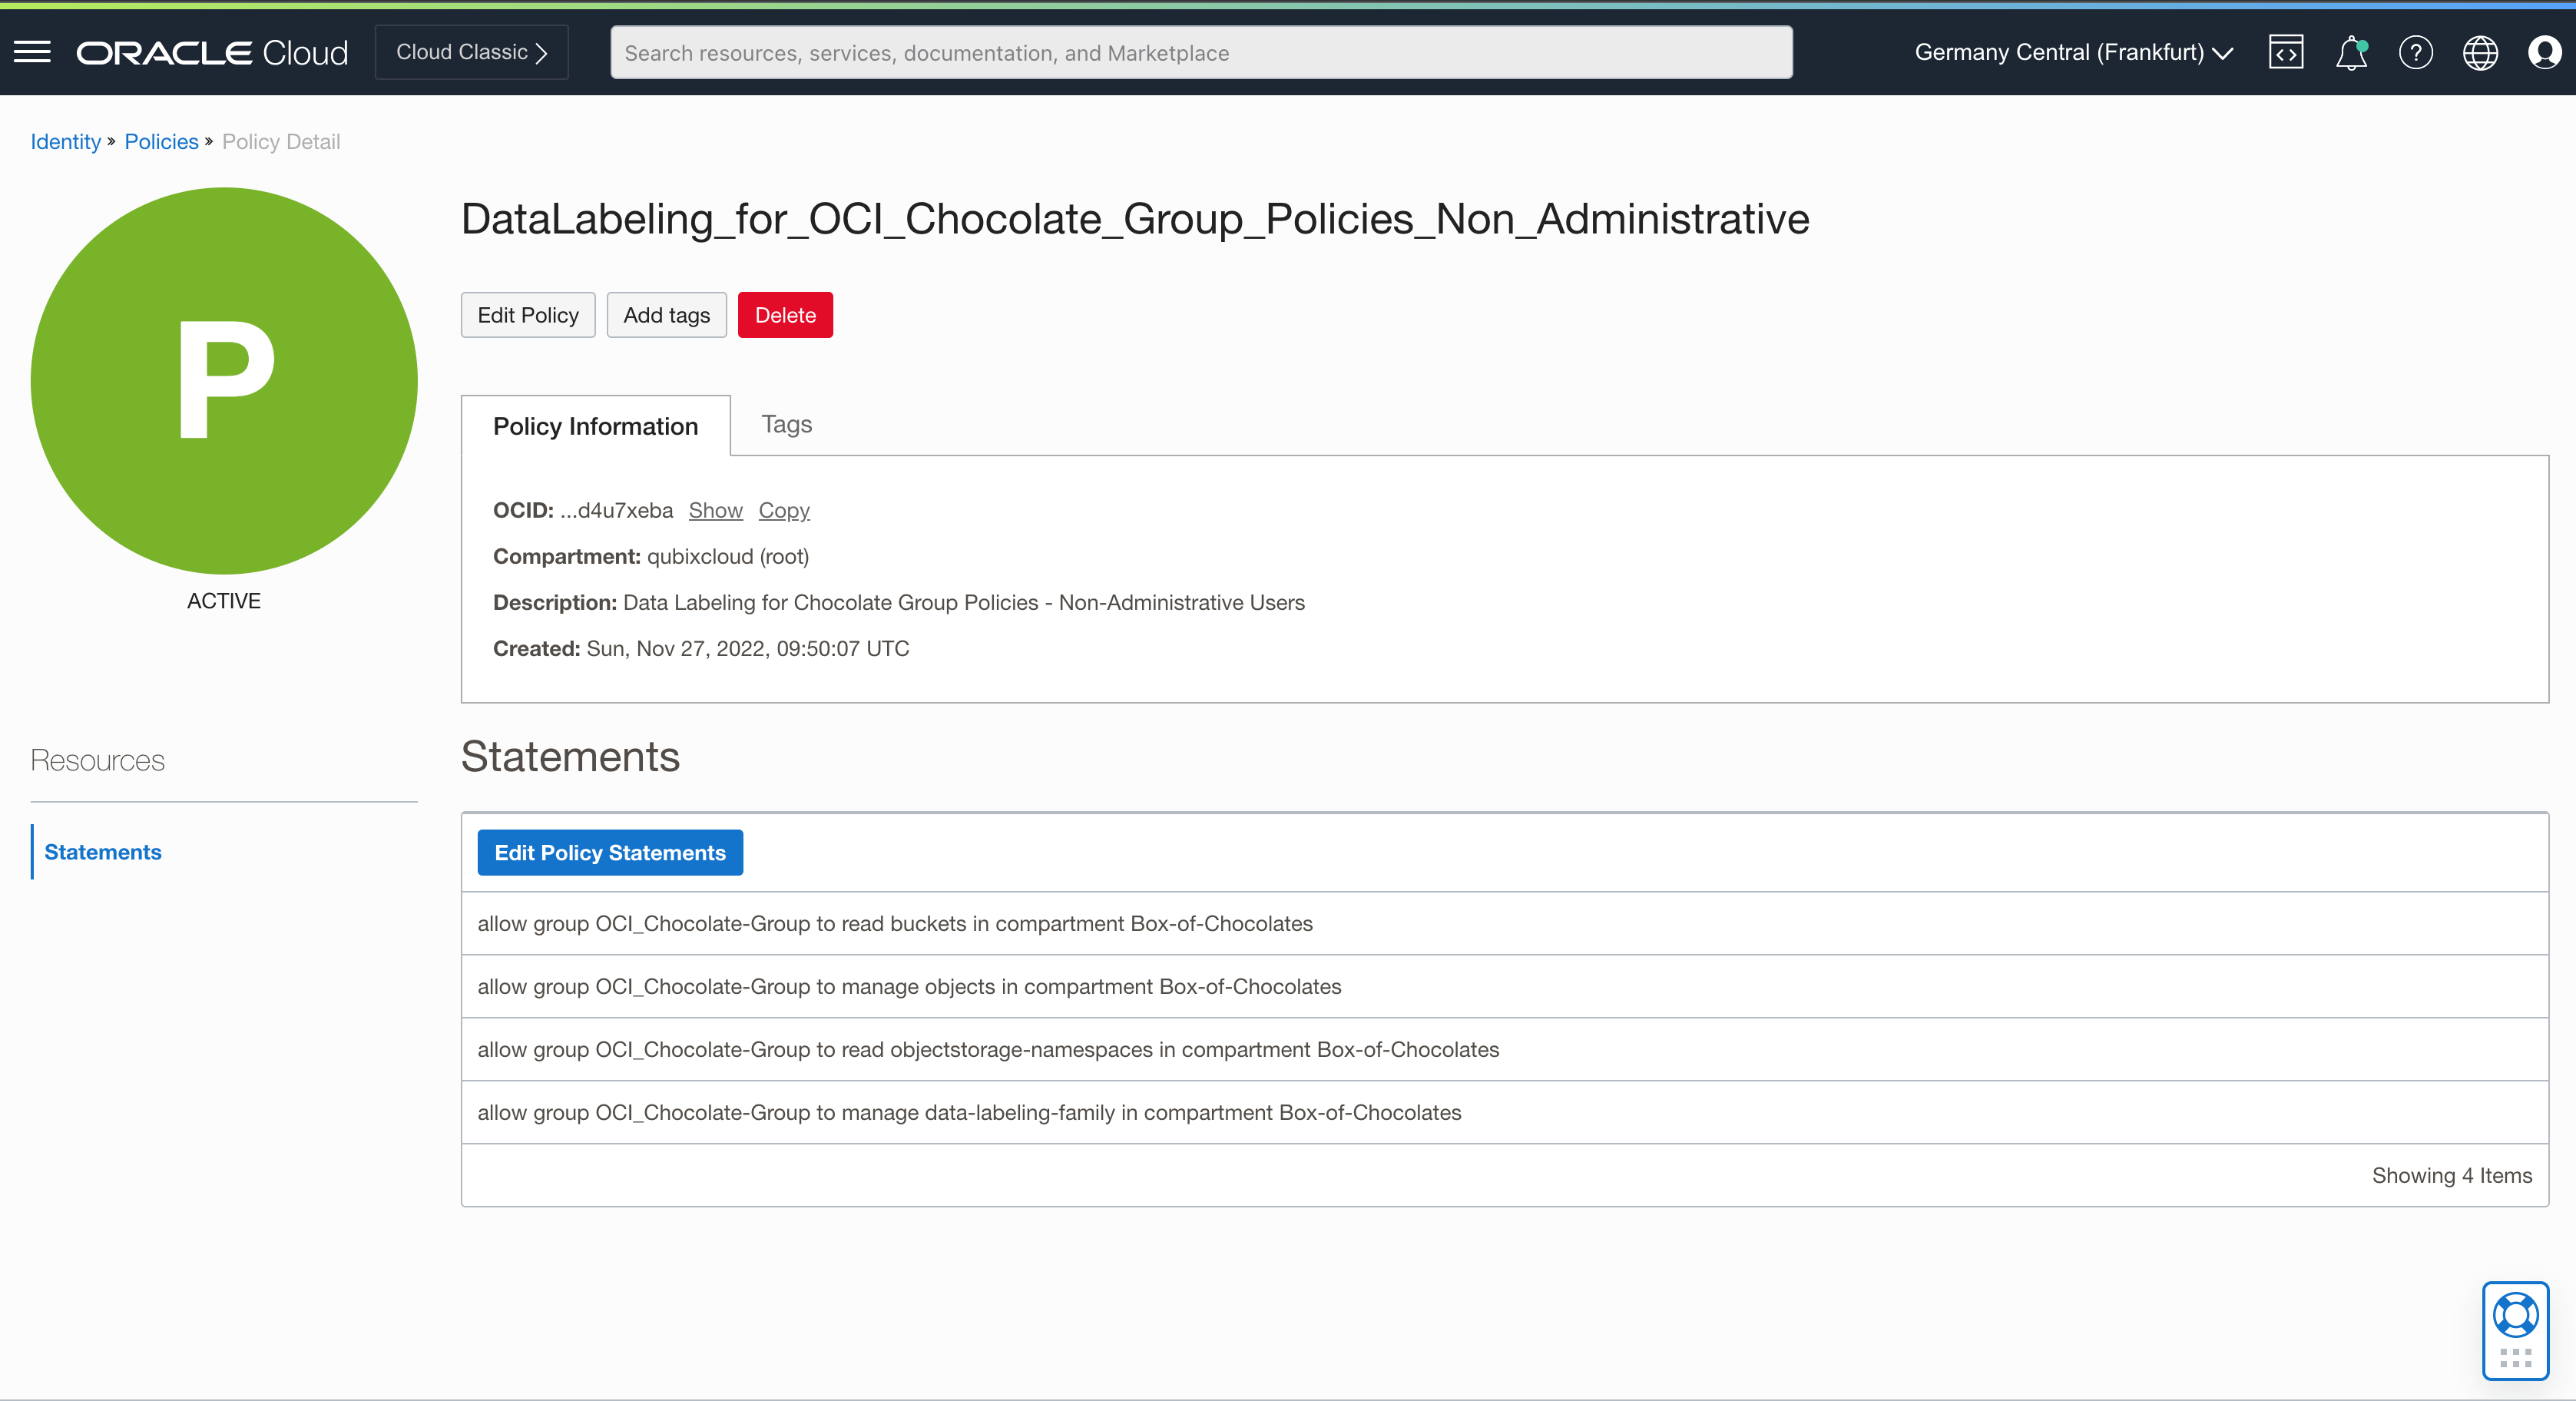 ORACLE Cloud
Cloud Classic
Search resources, services, documentation, and Marketplace
Germany Central (Frankfurt)
Identity » Policies » Policy Detail
P
ACTIVE
DataLabeling_for_OCI_Chocolate_Group_Policies_Non_Administrative
Edit Policy Add tags Delete
Policy Information Tags
OCID: ...d4u7xeba Show Copy
Compartment: qubixcloud (root)
Description: Data Labeling for Chocolate Group Policies - Non-Administrative Users
Created: Sun, Nov 27, 2022, 09:50:07 UTC
Resources
Statements
Statements
Edit Policy Statements
allow group OCI_Chocolate-Group to read buckets in compartment Box-of-Chocolates
allow group OCI_Chocolate-Group to manage objects in compartment Box-of-Chocolates
allow group OCI_Chocolate-Group to read objectstorage-namespaces in compartment Box-of-Chocolates
allow group OCI_Chocolate-Group to manage data-labeling-family in compartment Box-of-Chocolates
Showing 4 Items